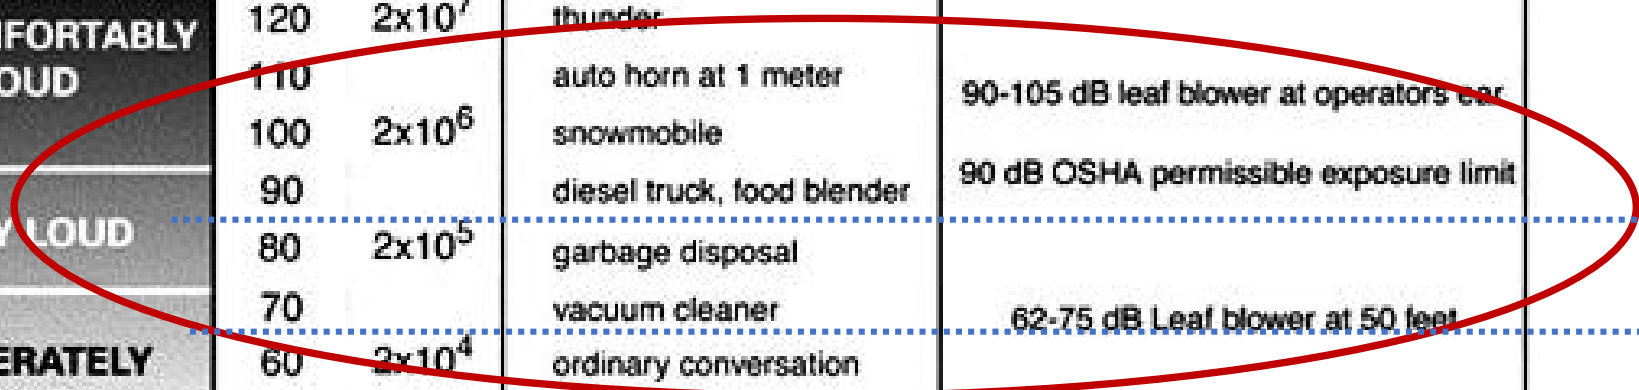 120 2x10⁷ thunder
FORTABLY
OUD
110 auto horn at 1 meter
90-105 dB leaf blower at operators ear
100 2x10⁶ snowmobile
90 dB OSHA permissible exposure limit
90 diesel truck, food blender
Y LOUD
80 2x10⁵ garbage disposal
70 vacuum cleaner
62-75 dB Leaf blower at 50 feet
ERATELY
60 2x10⁴ ordinary conversation